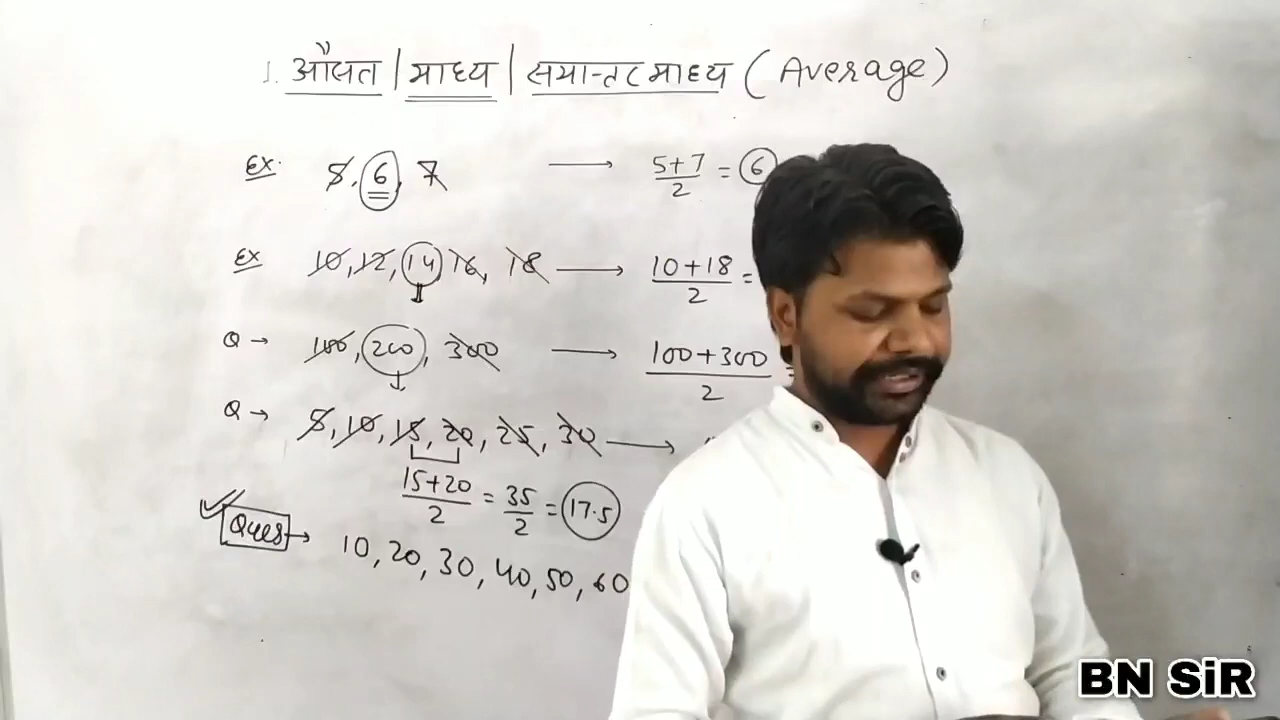 1. औसत | माध्य | समान्तर माध्य ( Average )
Ex. 5, 6, 7 → 5+7/2 = 6
Ex 10, 12, 14 16, 18 → 10+18/2 =
Q → 100, 200, 300 → 100+300/2 =
Q → 5, 10, 15, 20, 25, 30 →
15+20/2 = 35/2 = 17.5
Ques → 10, 20, 30, 40, 50, 60
BN SiR